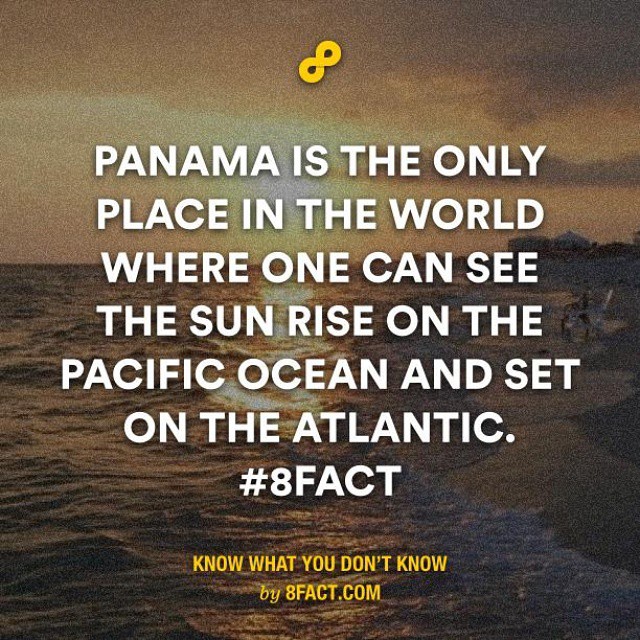 PANAMA IS THE ONLY
PLACE IN THE WORLD
WHERE ONE CAN SEE
THE SUN RISE ON THE
PACIFIC OCEAN AND SET
ON THE ATLANTIC.
#8FACT
KNOW WHAT YOU DON'T KNOW
by 8FACT.COM